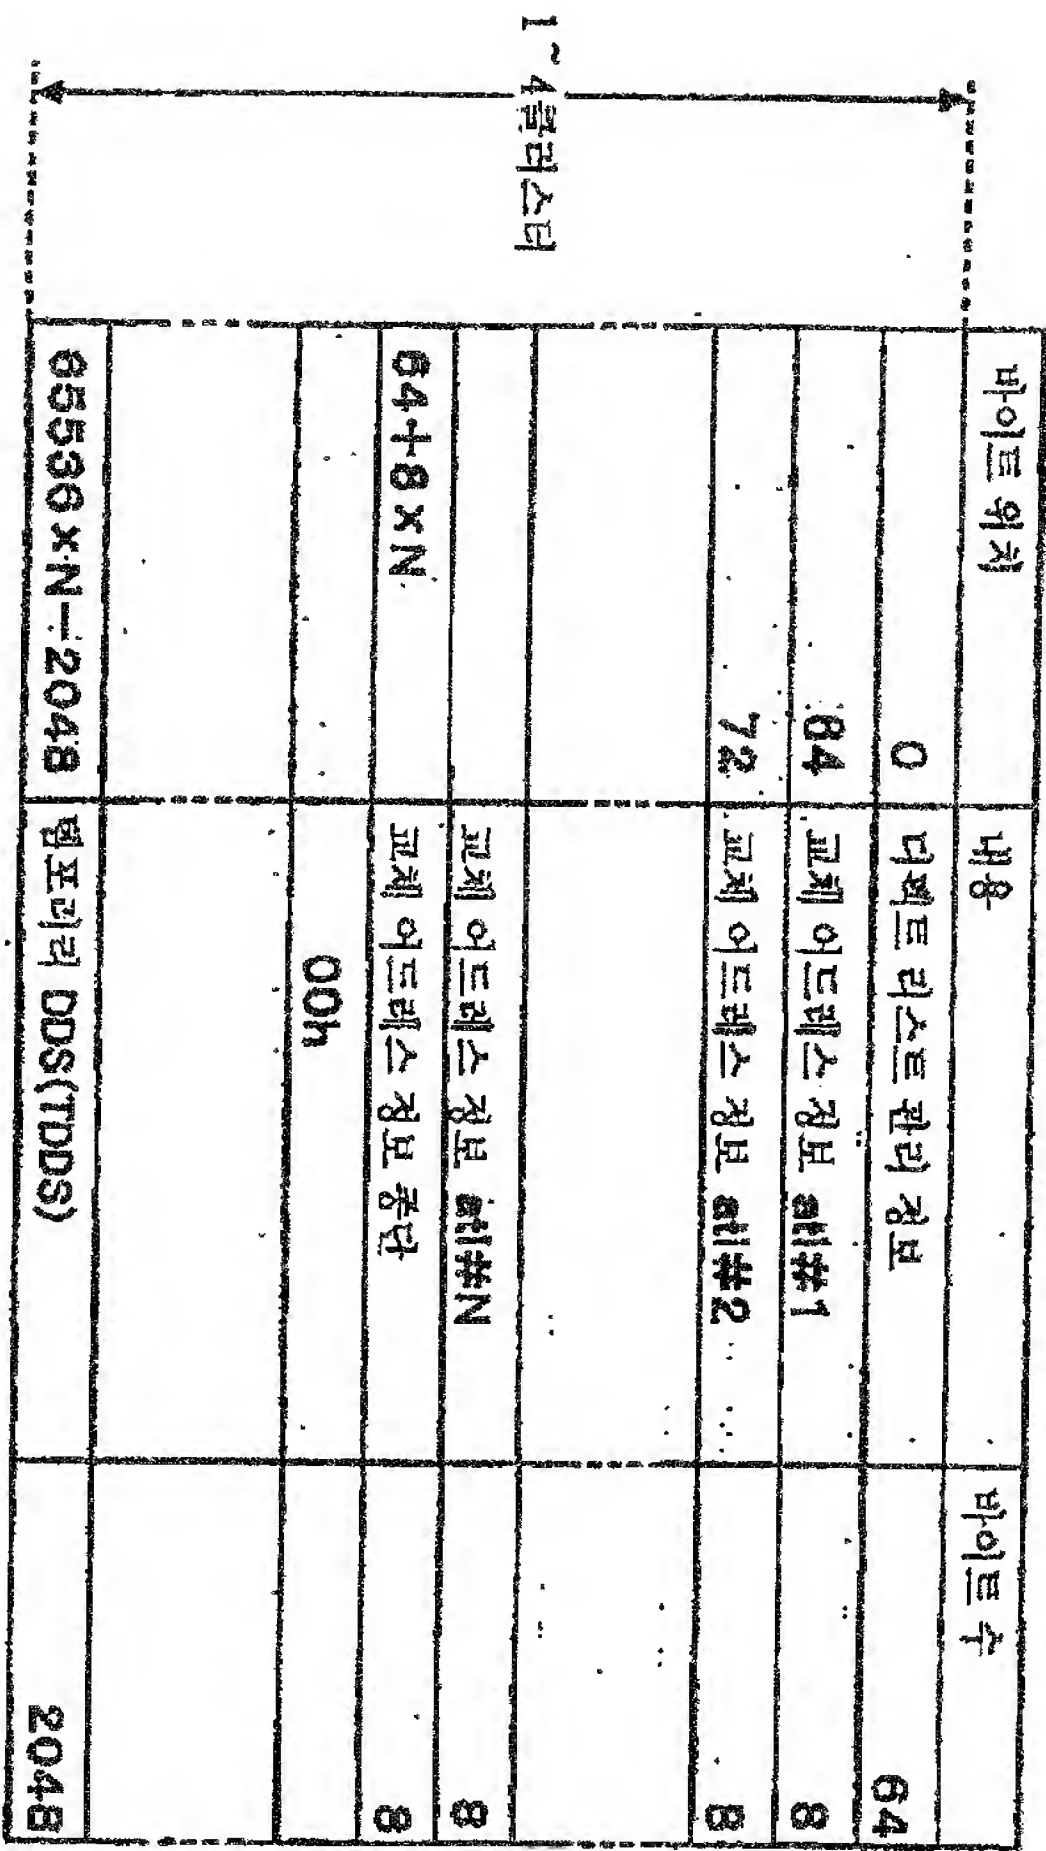 바이트 위치 내용 바이트 수
0 디펙트 리스트 관리 정보 64
64 교체 어드레스 정보 ati#1 8
72 교체 어드레스 정보 ati#2 8
교체 어드레스 정보 ati#N 8
64+8×N 교체 어드레스 정보 종단 8
00h
65536×N-2048 템포러리 DDS(TDDS) 2048
1~4클러스터